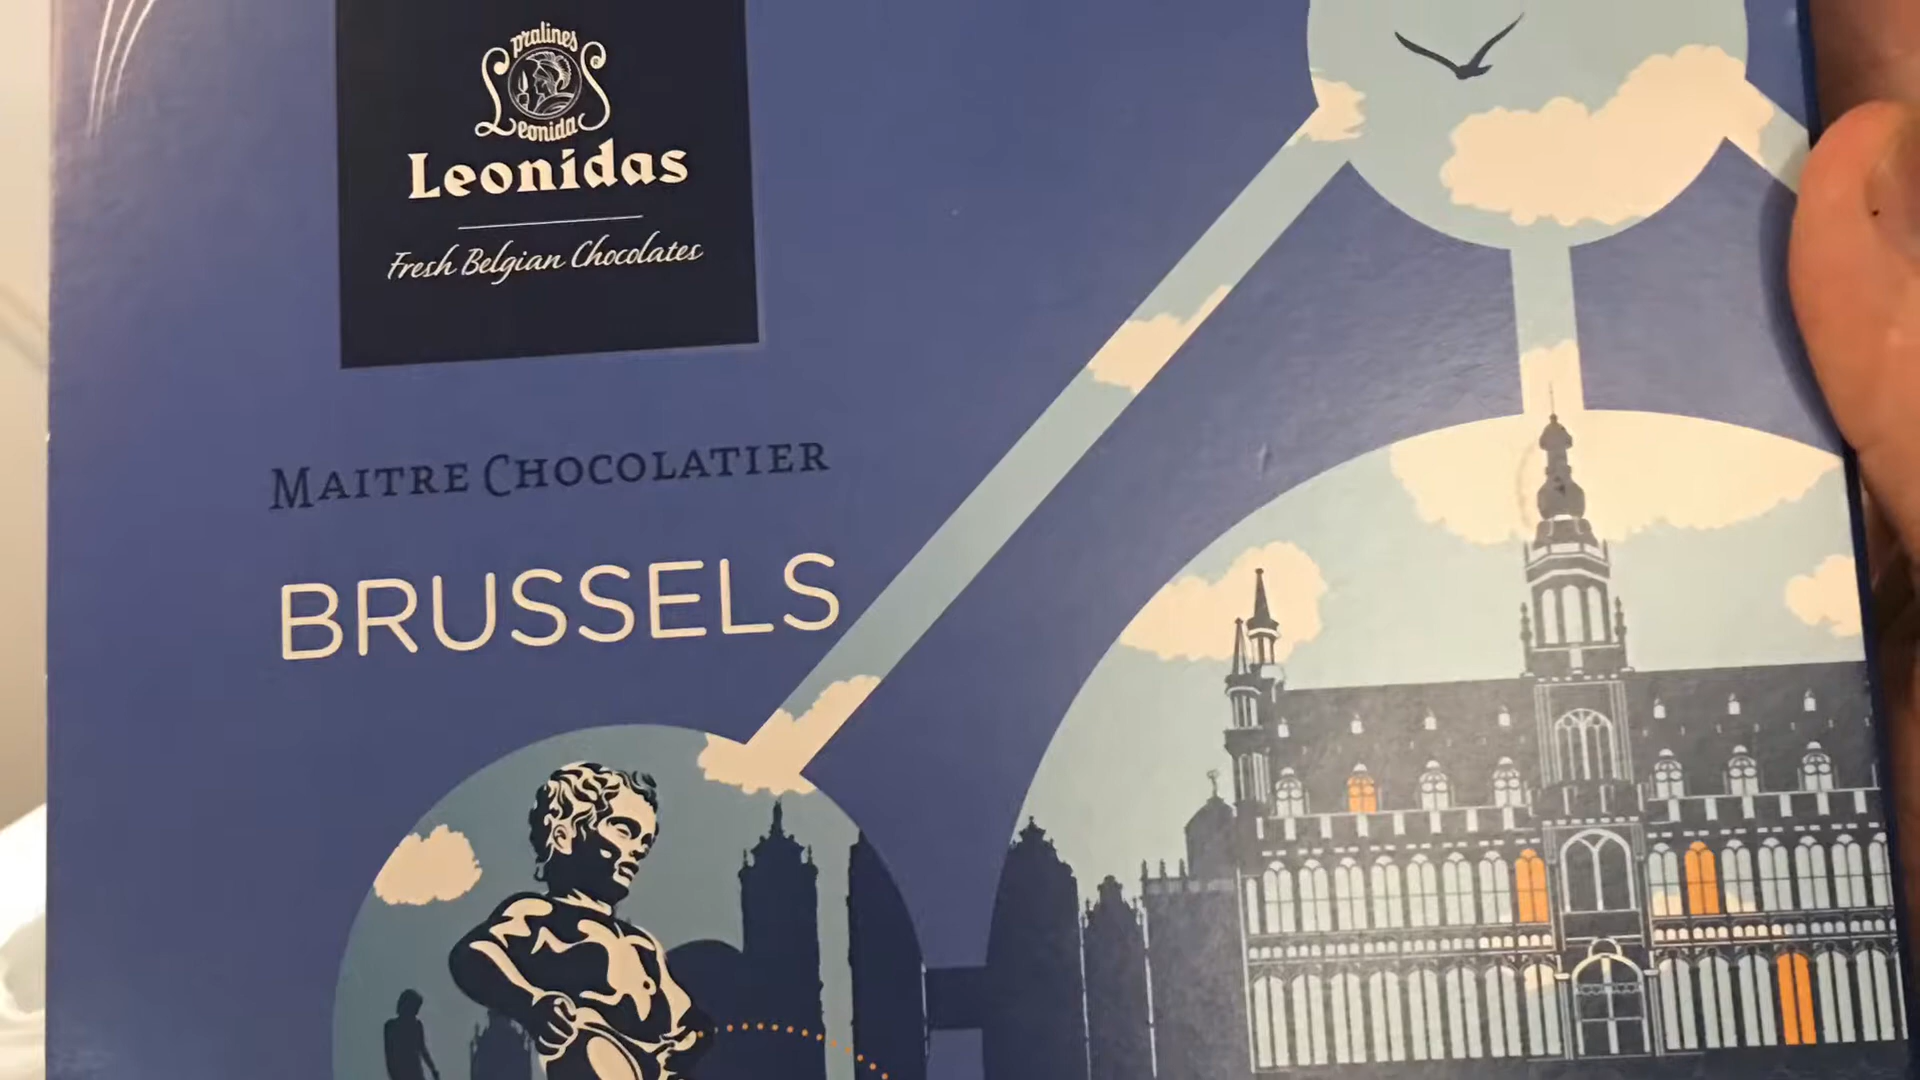 pralines
Leonidas
Leonidas
Fresh Belgian Chocolates
MAITRE CHOCOLATIER
BRUSSELS